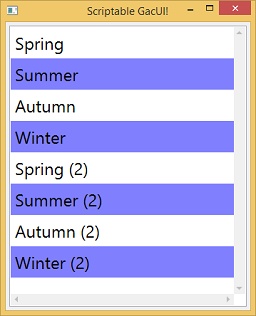 Scriptable GacUI!
Spring
Summer
Autumn
Winter
Spring (2)
Summer (2)
Autumn (2)
Winter (2)